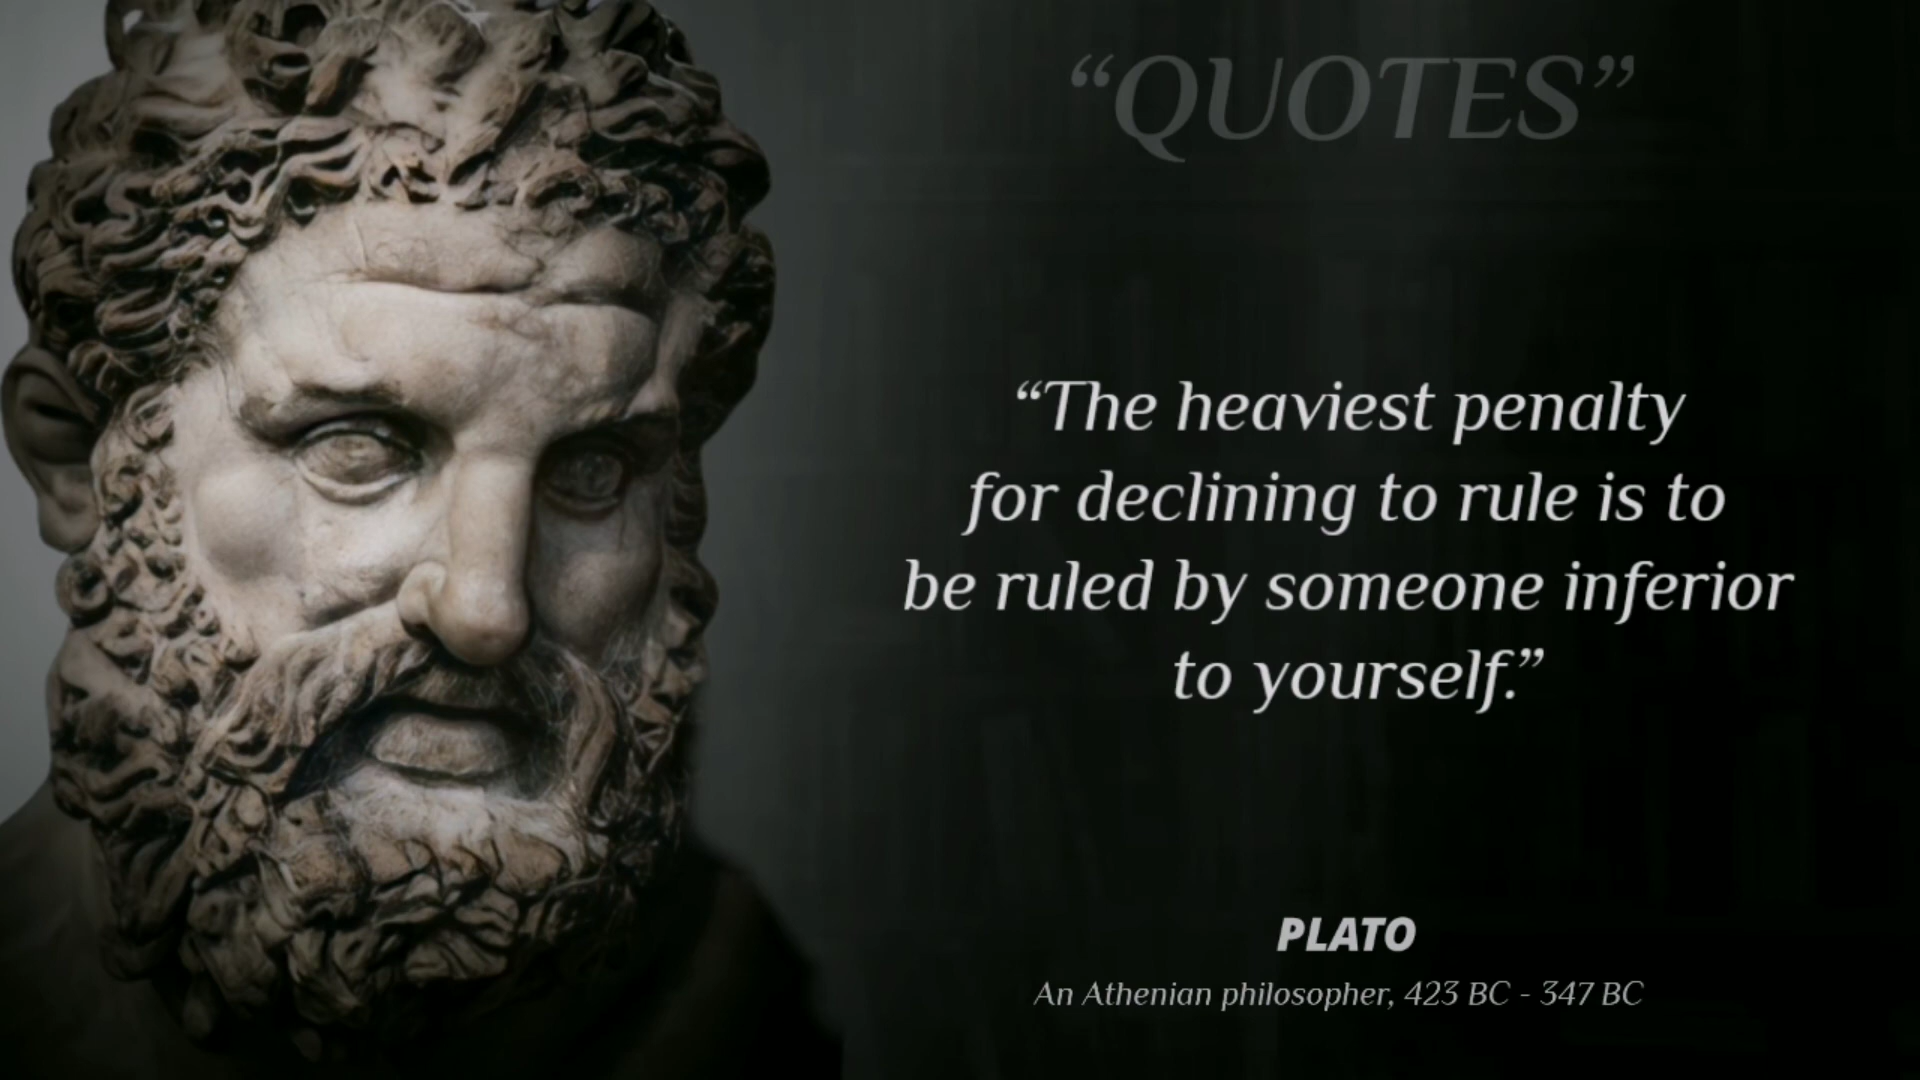 “QUOTES”
“The heaviest penalty
for declining to rule is to
be ruled by someone inferior
to yourself.”
PLATO
An Athenian philosopher, 423 BC - 347 BC